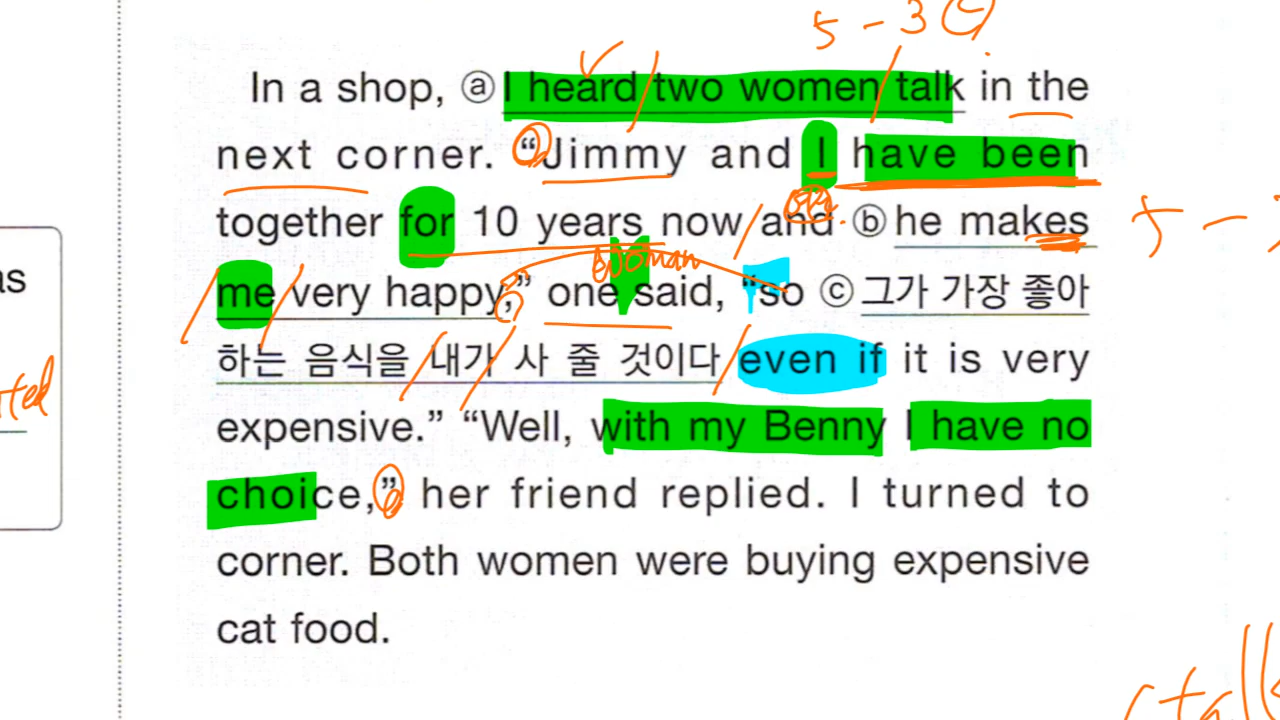 5 - 3
In a shop, ⓐ I heard two women talk in the
next corner. “Jimmy and I have been
together for 10 years now and ⓑ he makes
5 -
woman
as
me very happy,” one said, “so ⓒ 그가 가장 좋아
하는 음식을 내가 사 줄 것이다 even if it is very
expensive.” “Well, with my Benny I have no
choice,” her friend replied. I turned to
corner. Both women were buying expensive
cat food.